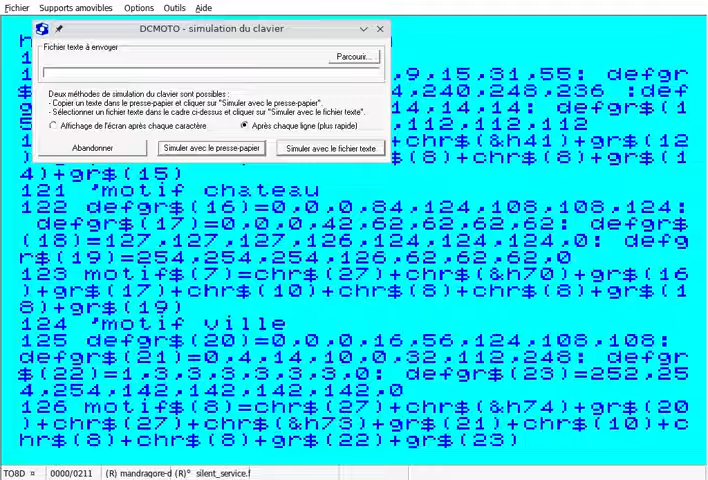 Fichier Supports amovibles Options Outils Aide
DCMOTO - simulation du clavier
Fichier texte à envoyer
Parcourir...
Deux méthodes de simulation du clavier sont possibles :
- Copier un texte dans le presse-papier et cliquer sur "Simuler avec le presse-papier".
- Sélectionner un fichier texte dans le cadre ci-dessus et cliquer sur "Simuler avec le fichier texte".
Affichage de l'écran après chaque caractère Après chaque ligne (plus rapide)
Abandonner Simuler avec le presse-papier Simuler avec le fichier texte
,9,15,31,55: defgr
,240,248,236 :def
14,14,14: defgr$(1
,112,112,112
+chr$(&h41)+gr$(12
(8)+chr$(8)+gr$(1
4)+gr$(15)
121 'motif chateau
122 defgr$(16)=0,0,0,84,124,108,108,124:
defgr$(17)=0,0,0,42,62,62,62,62: defgr$
(18)=127,127,127,126,124,124,124,0: defg
r$(19)=254,254,254,126,62,62,62,0
123 motif$(7)=chr$(27)+chr$(&h70)+gr$(16
)+gr$(17)+chr$(10)+chr$(8)+chr$(8)+gr$(1
8)+gr$(19)
124 'motif ville
125 defgr$(20)=0,0,0,16,56,124,108,108:
defgr$(21)=0,4,14,10,0,32,112,248: defgr
$(22)=1,3,3,3,3,3,3,0: defgr$(23)=252,25
4,254,142,142,142,142,0
126 motif$(8)=chr$(27)+chr$(&h74)+gr$(20
)+chr$(27)+chr$(&h73)+gr$(21)+chr$(10)+c
hr$(8)+chr$(8)+gr$(22)+gr$(23)
TO8D ¤ 0000/0211 (R) mandragore-d (R)° silent_service.f